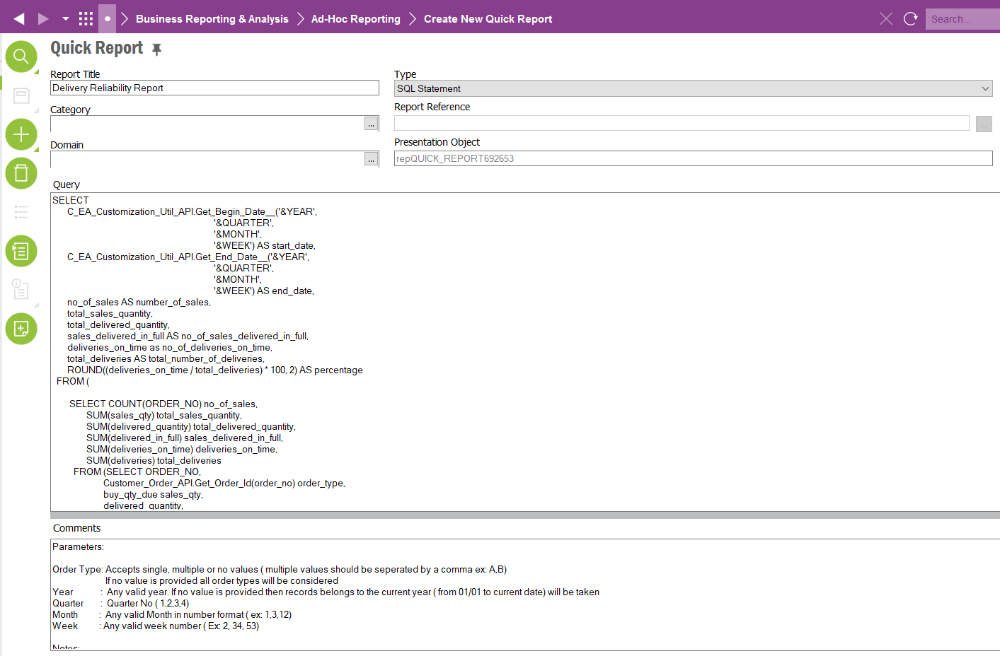 Business Reporting & Analysis Ad-Hoc Reporting Create New Quick Report Search...
Quick Report
Report Title
Delivery Reliability Report
Type
SQL Statement
Category
...
Report Reference
...
Domain
...
Presentation Object
repQUICK_REPORT692653
Query
SELECT
C_EA_Customization_Util_API.Get_Begin_Date__('&YEAR',
'&QUARTER',
'&MONTH',
'&WEEK') AS start_date,
C_EA_Customization_Util_API.Get_End_Date__('&YEAR',
'&QUARTER',
'&MONTH',
'&WEEK') AS end_date,
no_of_sales AS number_of_sales,
total_sales_quantity,
total_delivered_quantity,
sales_delivered_in_full AS no_of_sales_delivered_in_full,
deliveries_on_time as no_of_deliveries_on_time,
total_deliveries AS total_number_of_deliveries,
ROUND((deliveries_on_time / total_deliveries) * 100, 2) AS percentage
FROM (
SELECT COUNT(ORDER_NO) no_of_sales,
SUM(sales_qty) total_sales_quantity,
SUM(delivered_quantity) total_delivered_quantity,
SUM(delivered_in_full) sales_delivered_in_full,
SUM(deliveries_on_time) deliveries_on_time,
SUM(deliveries) total_deliveries
FROM (SELECT ORDER_NO,
Customer_Order_API.Get_Order_Id(order_no) order_type,
buy_qty_due sales_qty,
delivered_quantity,
Comments
Parameters:
Order Type: Accepts single, multiple or no values ( multiple values should be seperated by a comma ex: A,B)
If no value is provided all order types will be considered
Year : Any valid year. If no value is provided then records belongs to the current year ( from 01/01 to current date) will be taken
Quarter : Quarter No ( 1,2,3,4)
Month : Any valid Month in number format ( ex: 1,3,12)
Week : Any valid week number ( Ex: 2, 34, 53)
Notes: